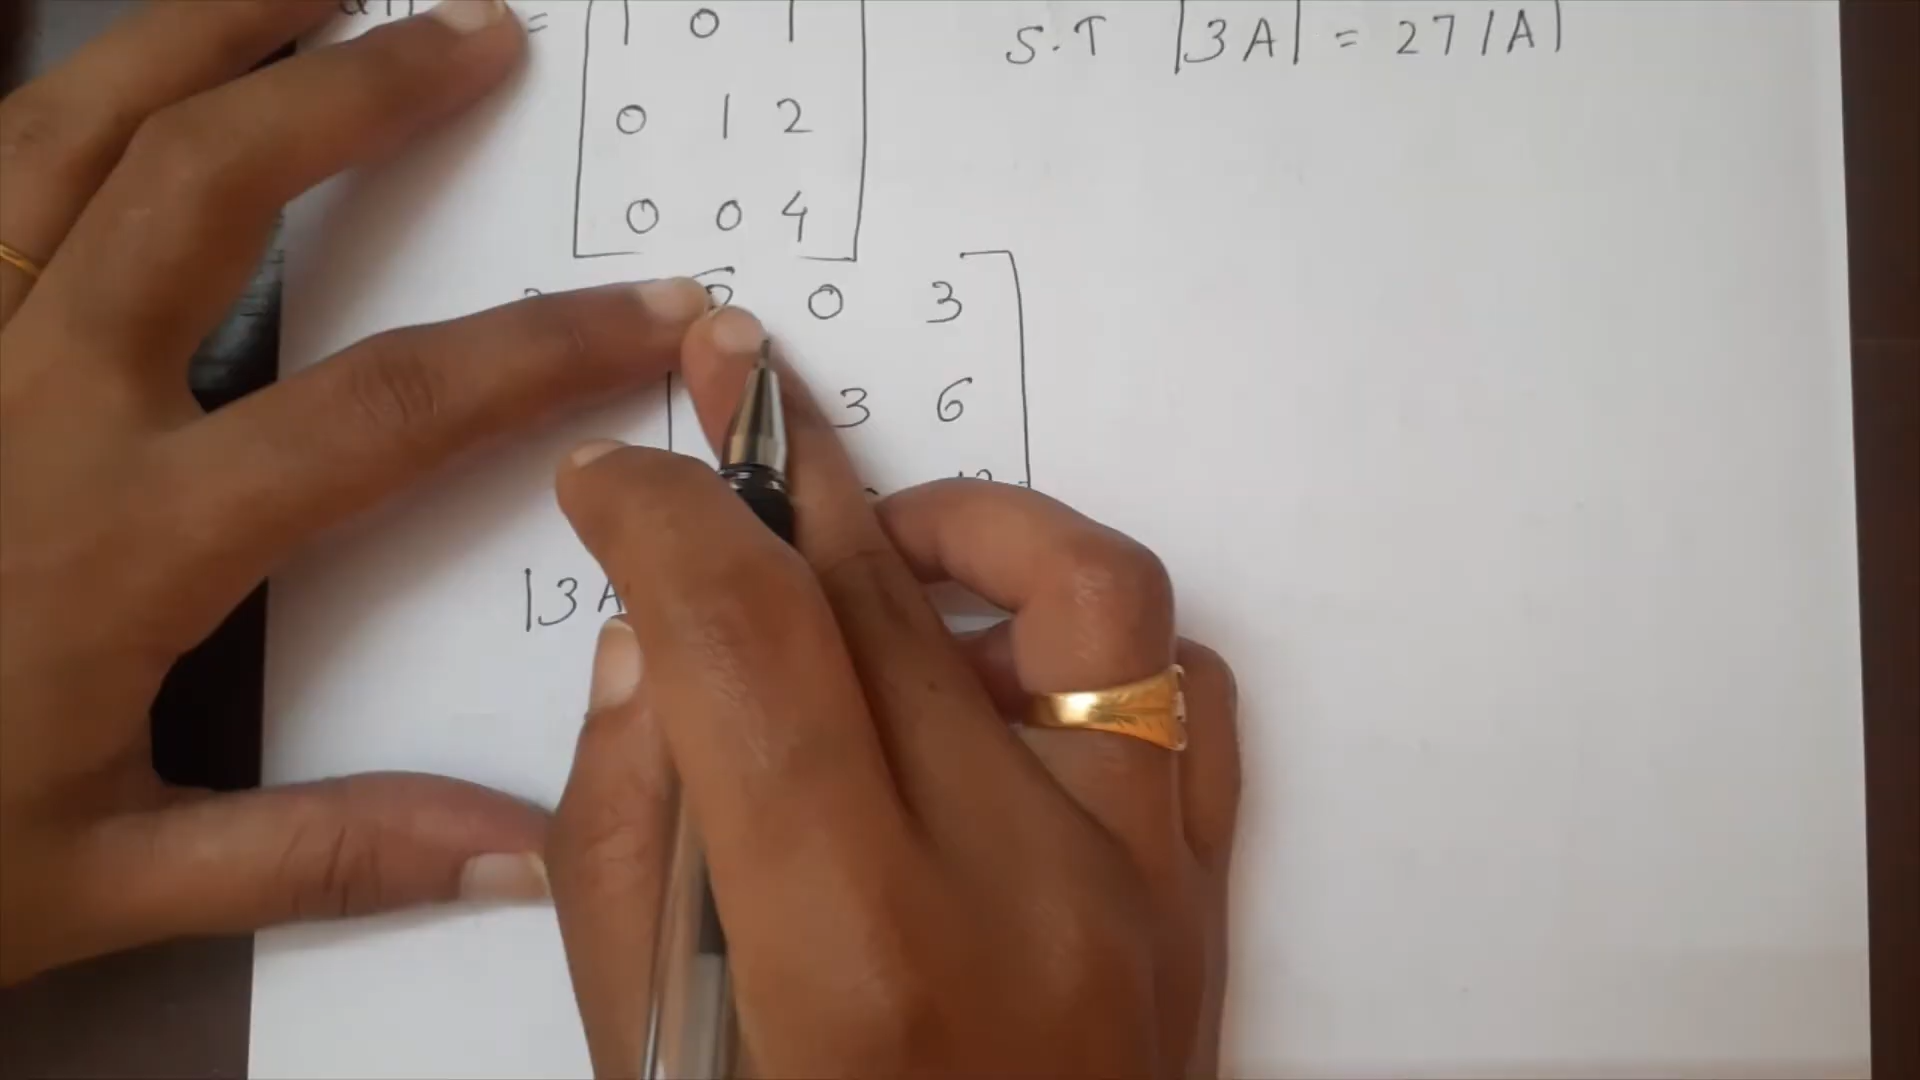 = 1 0 1 S.T |3A| = 27|A|
0 1 2
0 0 4
0 3
3 6
|3A